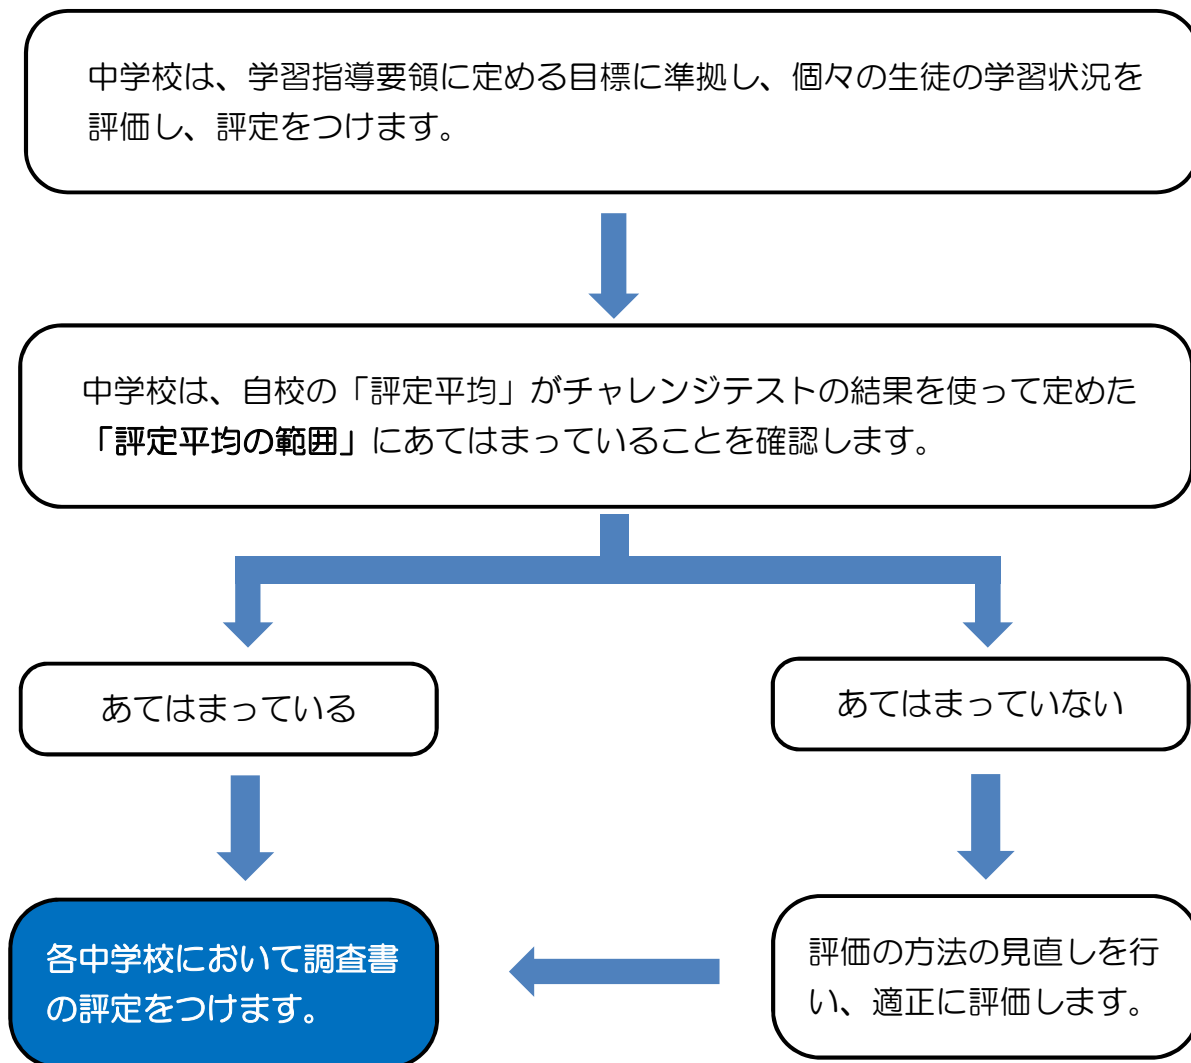 中学校は、学習指導要領に定める目標に準拠し、個々の生徒の学習状況を
評価し、評定をつけます。
中学校は、自校の「評定平均」がチャレンジテストの結果を使って定めた
「評定平均の範囲」にあてはまっていることを確認します。
あてはまっている
あてはまっていない
各中学校において調査書
の評定をつけます。
評価の方法の見直しを行
い、適正に評価します。